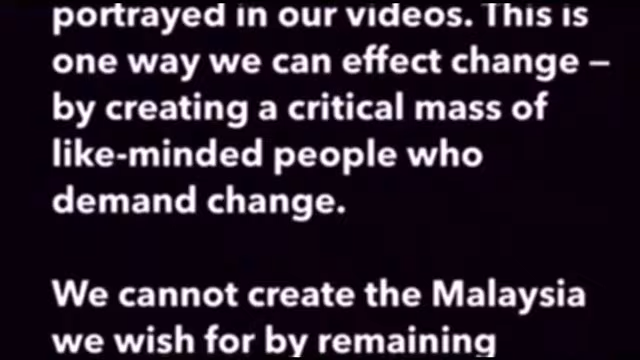 portrayed in our videos. This is
one way we can effect change –
by creating a critical mass of
like-minded people who
demand change.
We cannot create the Malaysia
we wish for by remaining